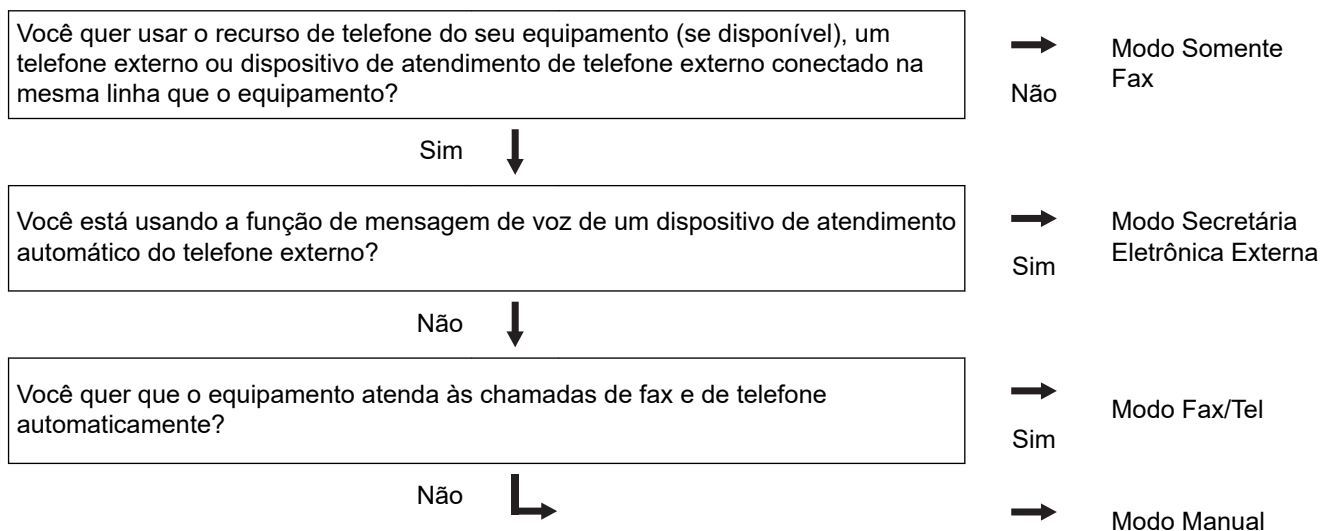 Você quer usar o recurso de telefone do seu equipamento (se disponível), um
telefone externo ou dispositivo de atendimento de telefone externo conectado na
mesma linha que o equipamento?
Não
Modo Somente
Fax
Sim
Você está usando a função de mensagem de voz de um dispositivo de atendimento
automático do telefone externo?
Sim
Modo Secretária
Eletrônica Externa
Não
Você quer que o equipamento atenda às chamadas de fax e de telefone
automaticamente?
Sim
Modo Fax/Tel
Não
Modo Manual